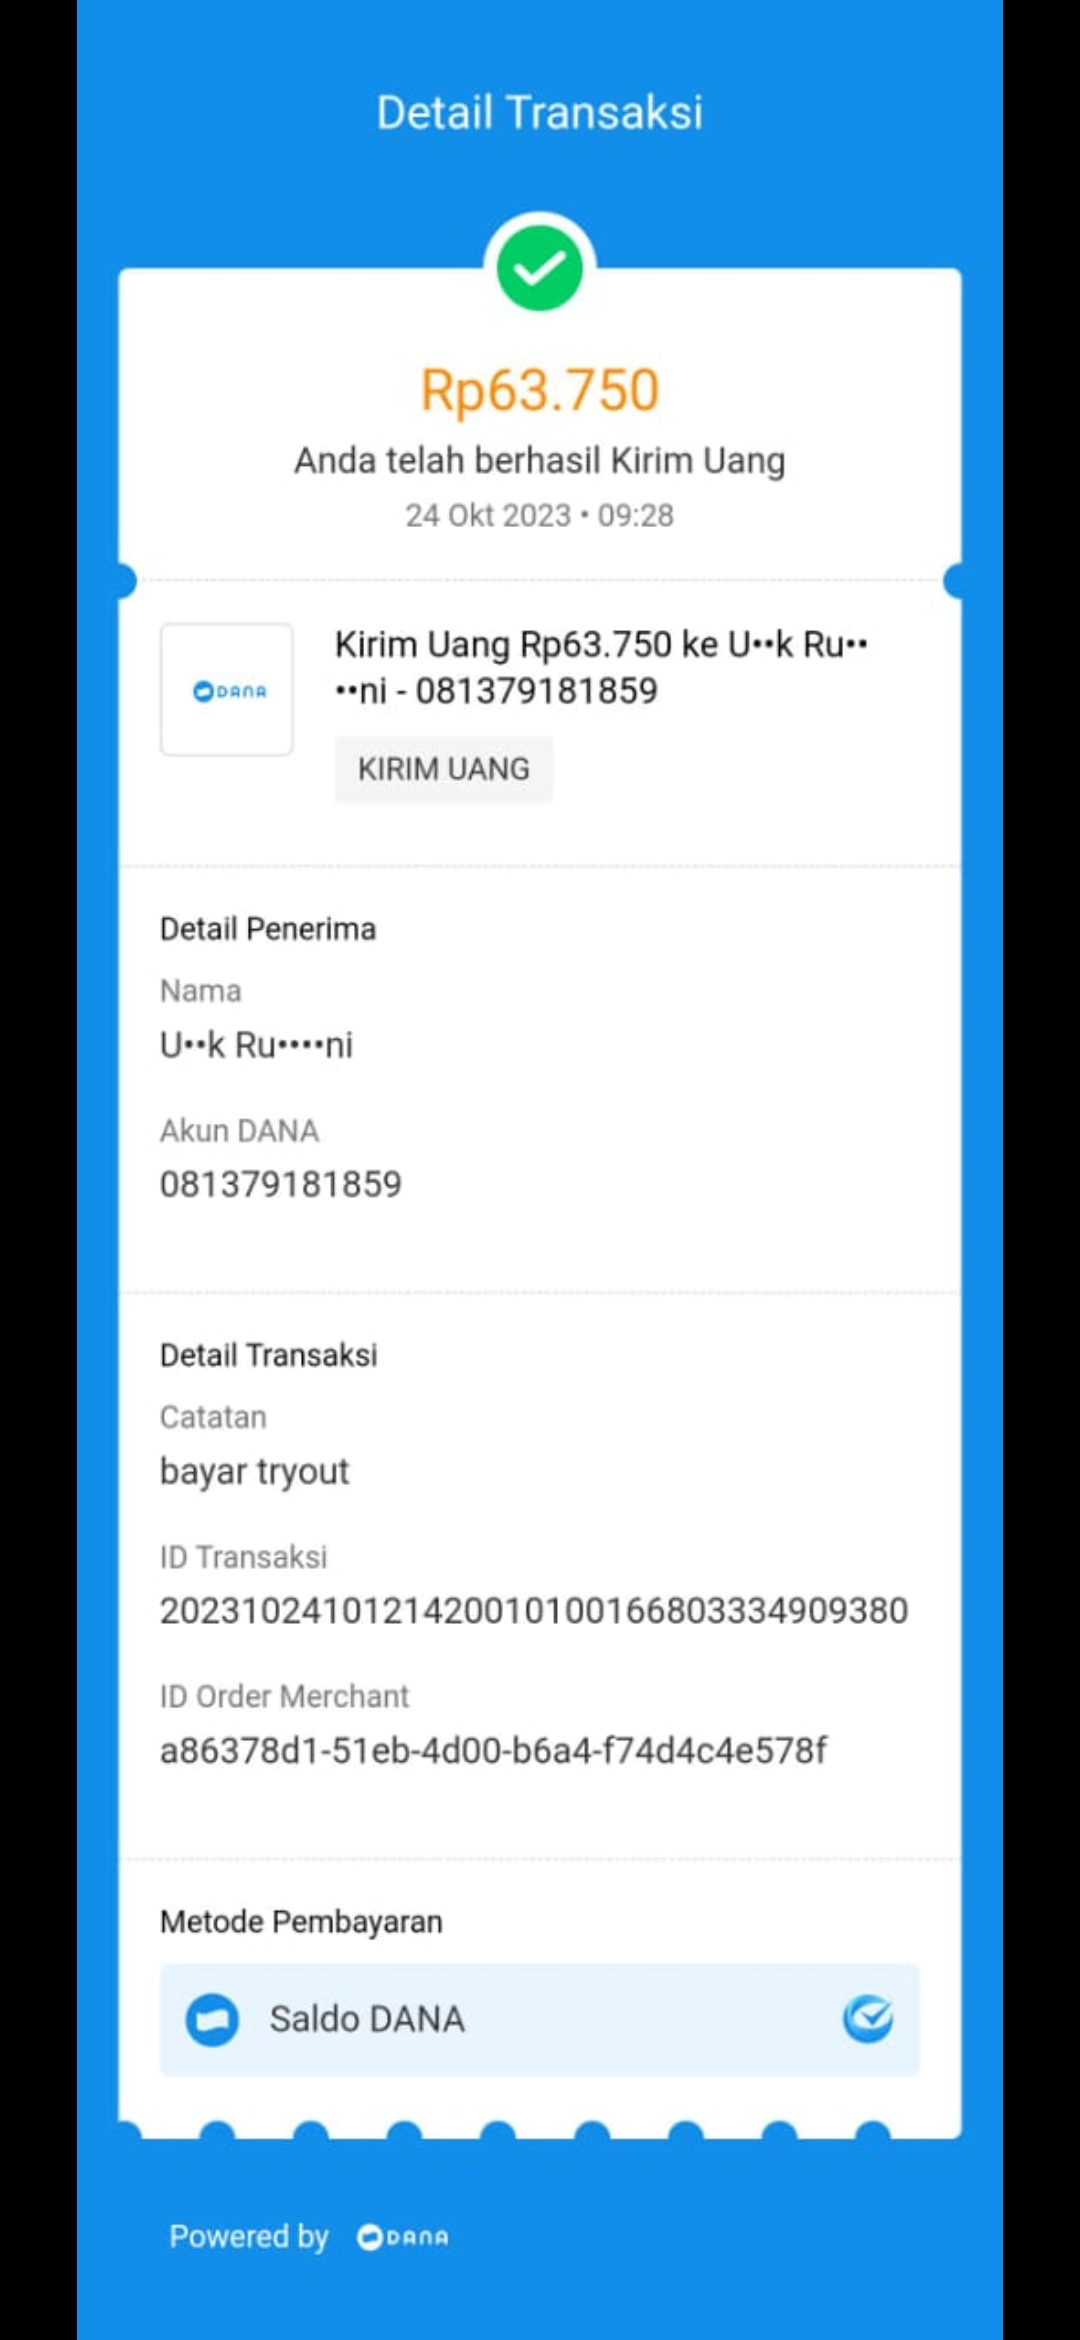 Detail Transaksi
Rp63.750
Anda telah berhasil Kirim Uang
24 Okt 2023 • 09:28
Kirim Uang Rp63.750 ke U••k Ru••
••ni - 081379181859
DANA
KIRIM UANG
Detail Penerima
Nama
U••k Ru••••ni
Akun DANA
081379181859
Detail Transaksi
Catatan
bayar tryout
ID Transaksi
20231024101214200101001668033349​09380
ID Order Merchant
a86378d1-51eb-4d00-b6a4-f74d4c4e578f
Metode Pembayaran
Saldo DANA
Powered by DANA